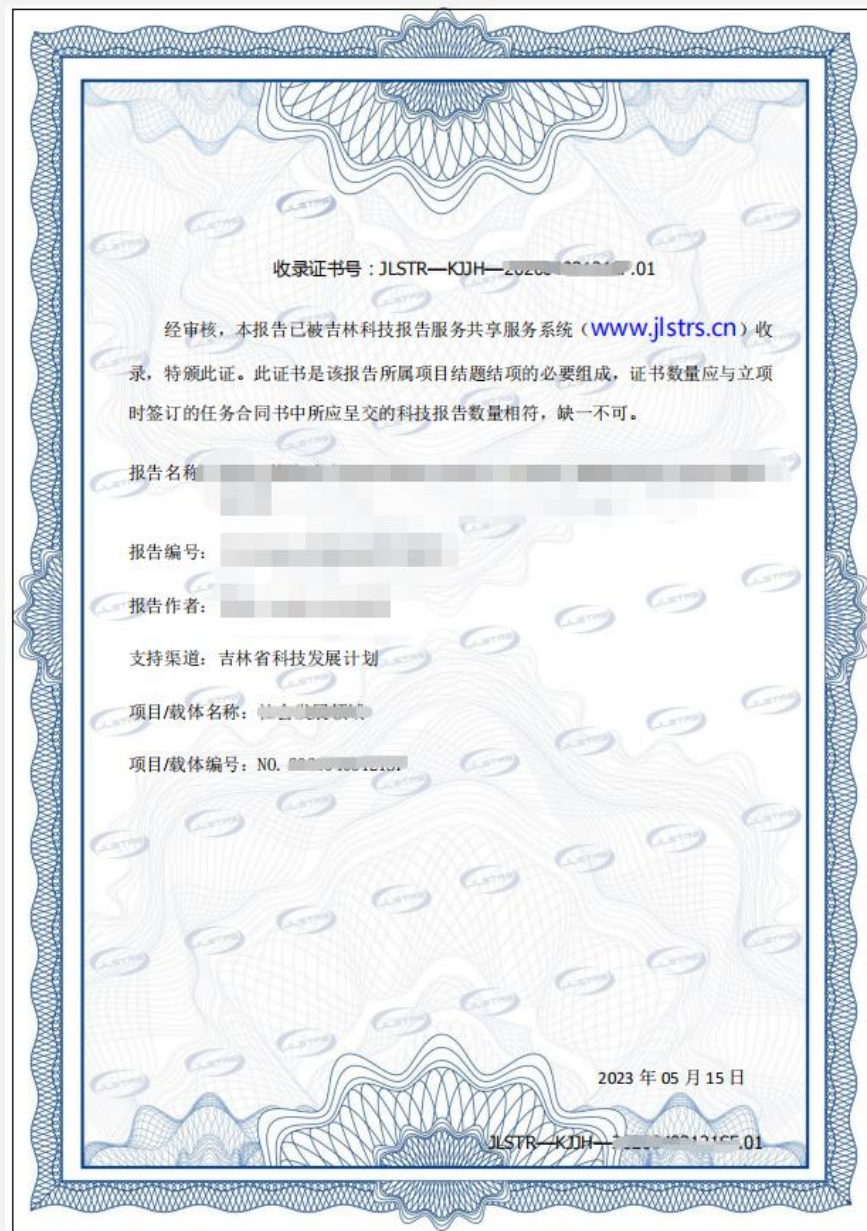 收录证书号：JLSTR—KJJH—.01
经审核，本报告已被吉林科技报告服务共享服务系统（www.jlstrs.cn）收
录，特颁此证。此证书是该报告所属项目结题结项的必要组成，证书数量应与立项
时签订的任务合同书中所应呈交的科技报告数量相符，缺一不可。
报告名称
报告编号：
报告作者：
支持渠道：吉林省科技发展计划
项目/载体名称：
项目/载体编号：NO.
2023 年 05 月 15 日
JLSTR—KJJH—.01